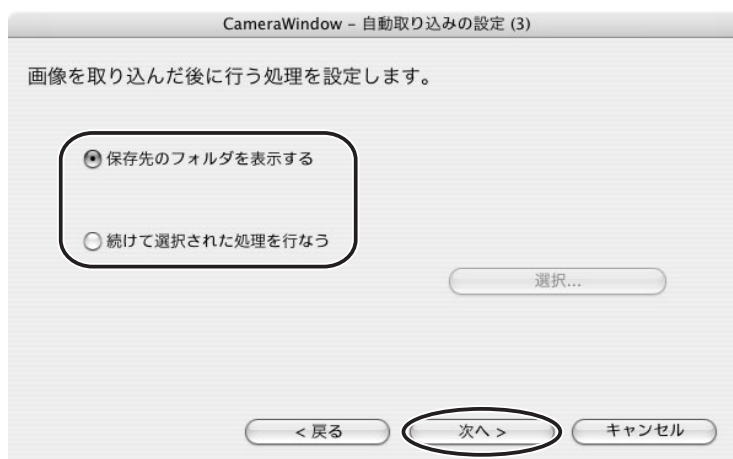 CameraWindow – 自動取り込みの設定 (3)
画像を取り込んだ後に行う処理を設定します。
保存先のフォルダを表示する
続けて選択された処理を行なう
選択...
< 戻る 次へ > キャンセル